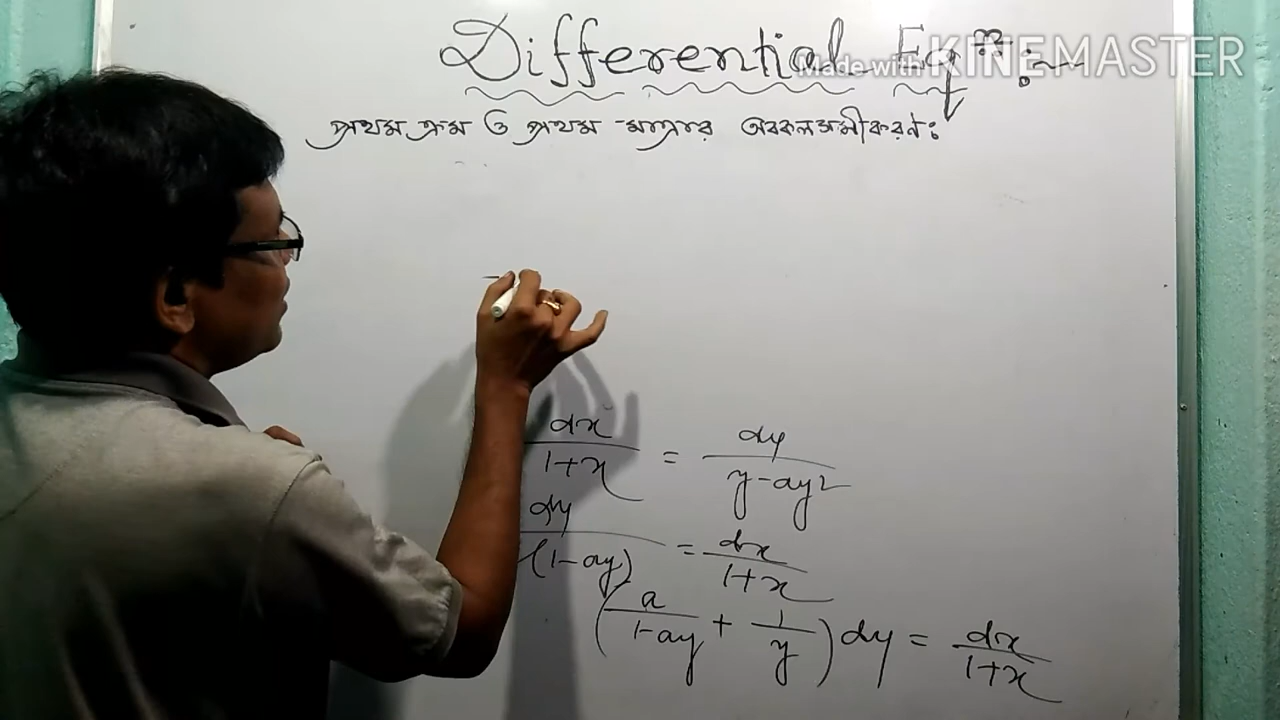 Differential Eqⁿ:~
Made with KINEMASTER
প্রথম ক্রম ও প্রথম মাত্রার অবকলসমীকরণ:
dx/1+x = dy/y-ay²
dy/(1-ay) = dx/1+x
(a/1-ay + 1/y) dy = dx/1+x